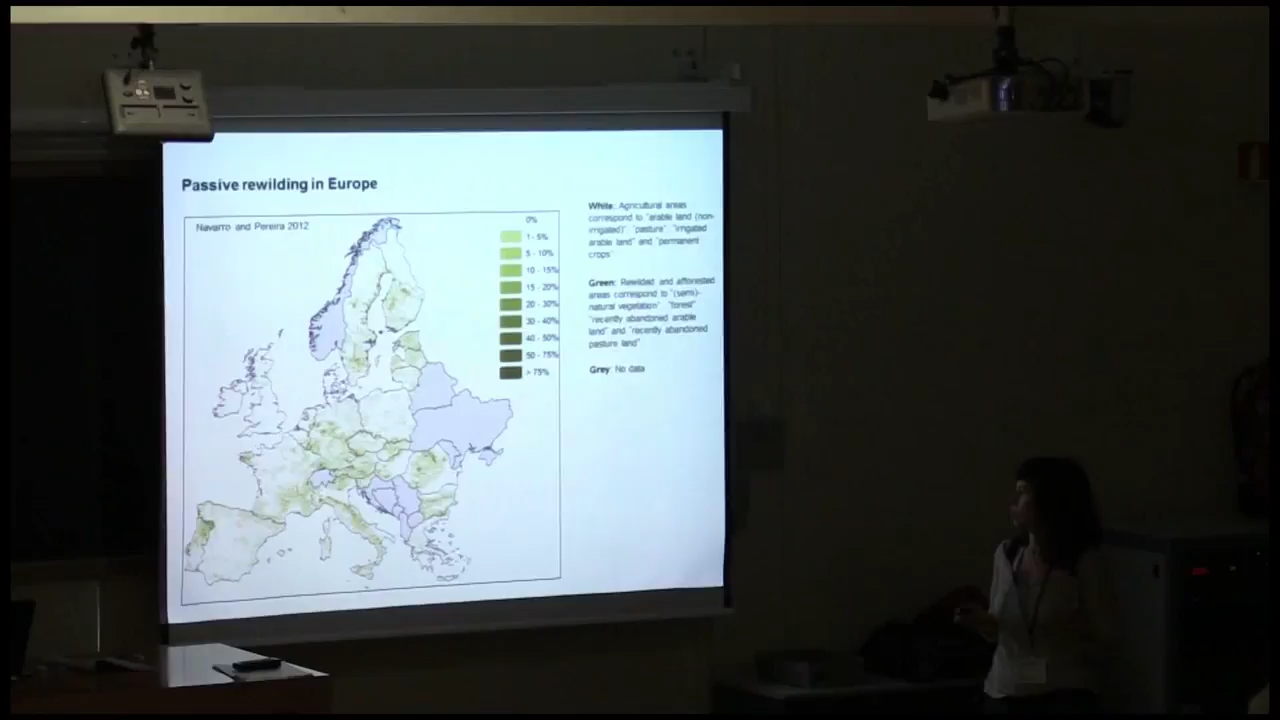 Passive rewilding in Europe
Navarro and Pereira 2012
0%
1 - 5%
5 - 10%
10 - 15%
15 - 20%
20 - 30%
30 - 40%
40 - 50%
50 - 75%
> 75%
White: Agricultural areas
correspond to "arable land (non-
irrigated)" "pasture" "irrigated
arable land" and "permanent
crops"
Green: Rewilded and afforested
areas correspond to "(semi)-
natural vegetation" "forest"
"recently abandoned arable
land" and "recently abandoned
pasture land"
Grey: No data